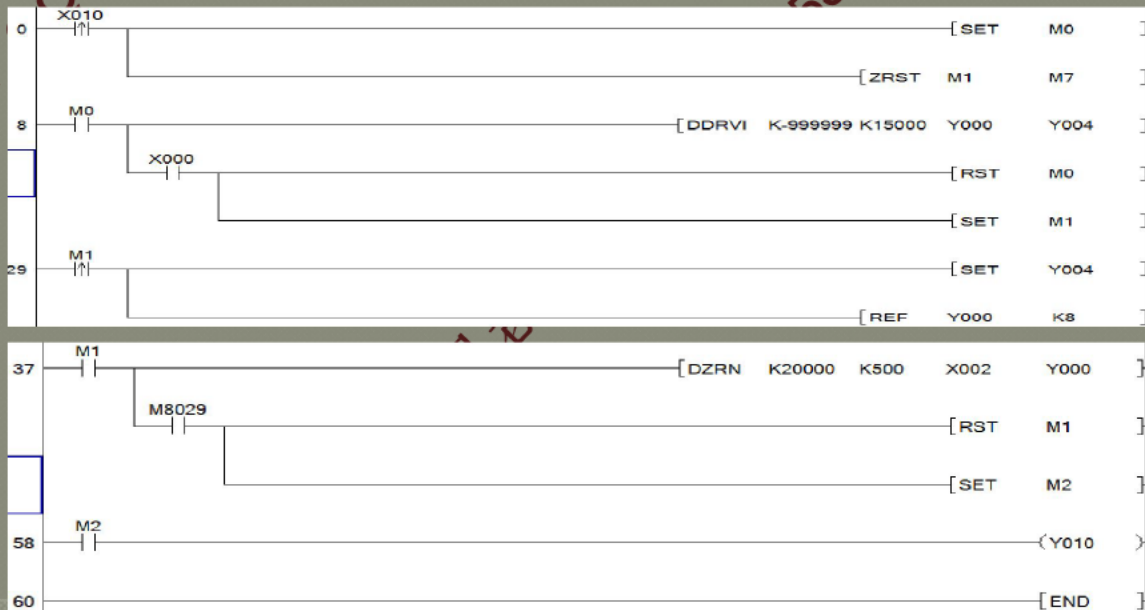 X010
0 [SET M0 ]
[ZRST M1 M7 ]
M0
8 [DDRVI K-999999 K15000 Y000 Y004 ]
X000
[RST M0 ]
[SET M1 ]
M1
29 [SET Y004 ]
[REF Y000 K8 ]
M1
37 [DZRN K20000 K500 X002 Y000 ]
M8029
[RST M1 ]
[SET M2 ]
M2
58 (Y010 )
60 [END ]